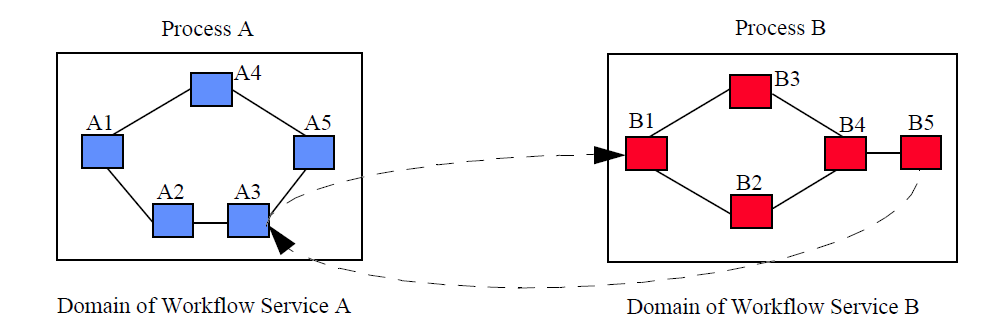 Process A
Process B
A4
B3
A1
A5
B1
B4
B5
A2
A3
B2
Domain of Workflow Service A
Domain of Workflow Service B